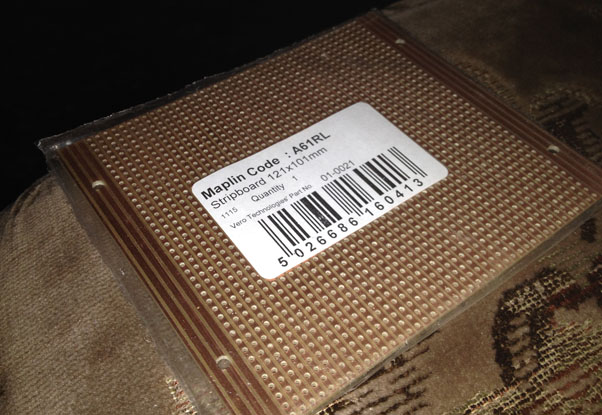 Maplin Code : A61RL
Stripboard 121x101mm
1115 Quantity 1
Vero Technologies' Part No 01-0021
5 026686 160413